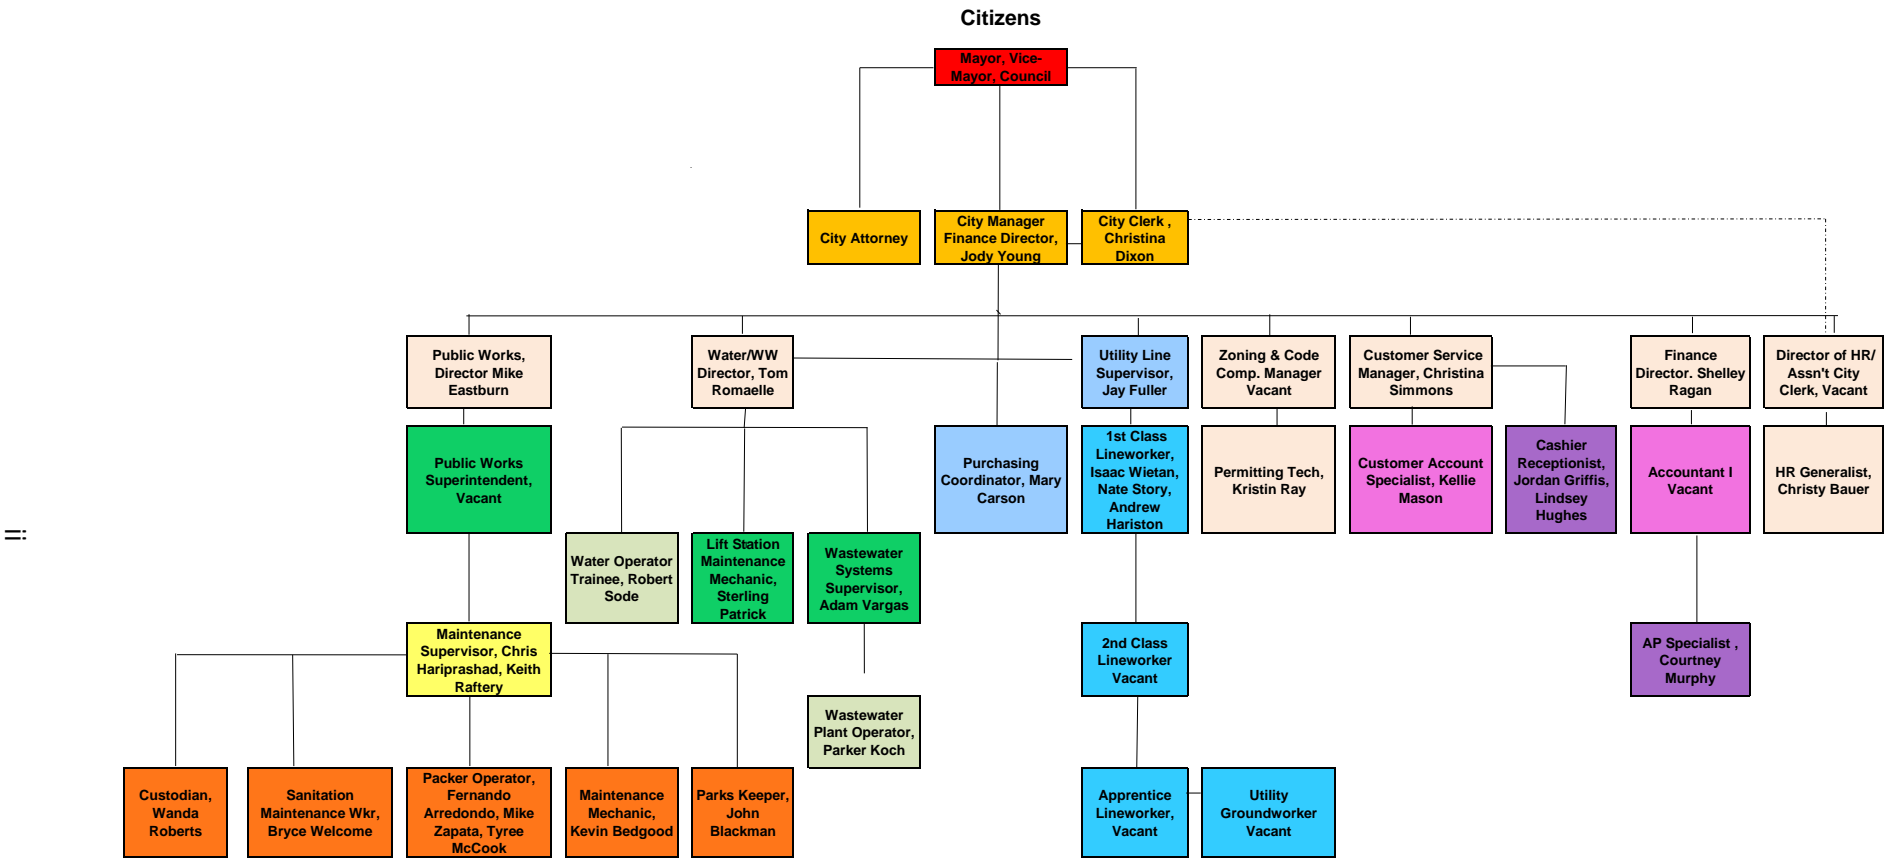 Citizens
Mayor, Vice-
Mayor, Council
City Attorney
City Manager
Finance Director,
Jody Young
City Clerk ,
Christina
Dixon
Public Works,
Director Mike
Eastburn
Water/WW
Director, Tom
Romaelle
Utility Line
Supervisor,
Jay Fuller
Zoning & Code
Comp. Manager
Vacant
Customer Service
Manager, Christina
Simmons
Finance
Director. Shelley
Ragan
Director of HR/
Assn't City
Clerk, Vacant
Public Works
Superintendent,
Vacant
Purchasing
Coordinator, Mary
Carson
1st Class
Lineworker,
Isaac Wietan,
Nate Story,
Andrew
Hariston
Permitting Tech,
Kristin Ray
Customer Account
Specialist, Kellie
Mason
Cashier
Receptionist,
Jordan Griffis,
Lindsey
Hughes
Accountant I
Vacant
HR Generalist,
Christy Bauer
Water Operator
Trainee, Robert
Sode
Lift Station
Maintenance
Mechanic,
Sterling
Patrick
Wastewater
Systems
Supervisor,
Adam Vargas
Maintenance
Supervisor, Chris
Hariprashad, Keith
Raftery
2nd Class
Lineworker
Vacant
AP Specialist ,
Courtney
Murphy
Wastewater
Plant Operator,
Parker Koch
Custodian,
Wanda
Roberts
Sanitation
Maintenance Wkr,
Bryce Welcome
Packer Operator,
Fernando
Arredondo, Mike
Zapata, Tyree
McCook
Maintenance
Mechanic,
Kevin Bedgood
Parks Keeper,
John
Blackman
Apprentice
Lineworker,
Vacant
Utility
Groundworker
Vacant